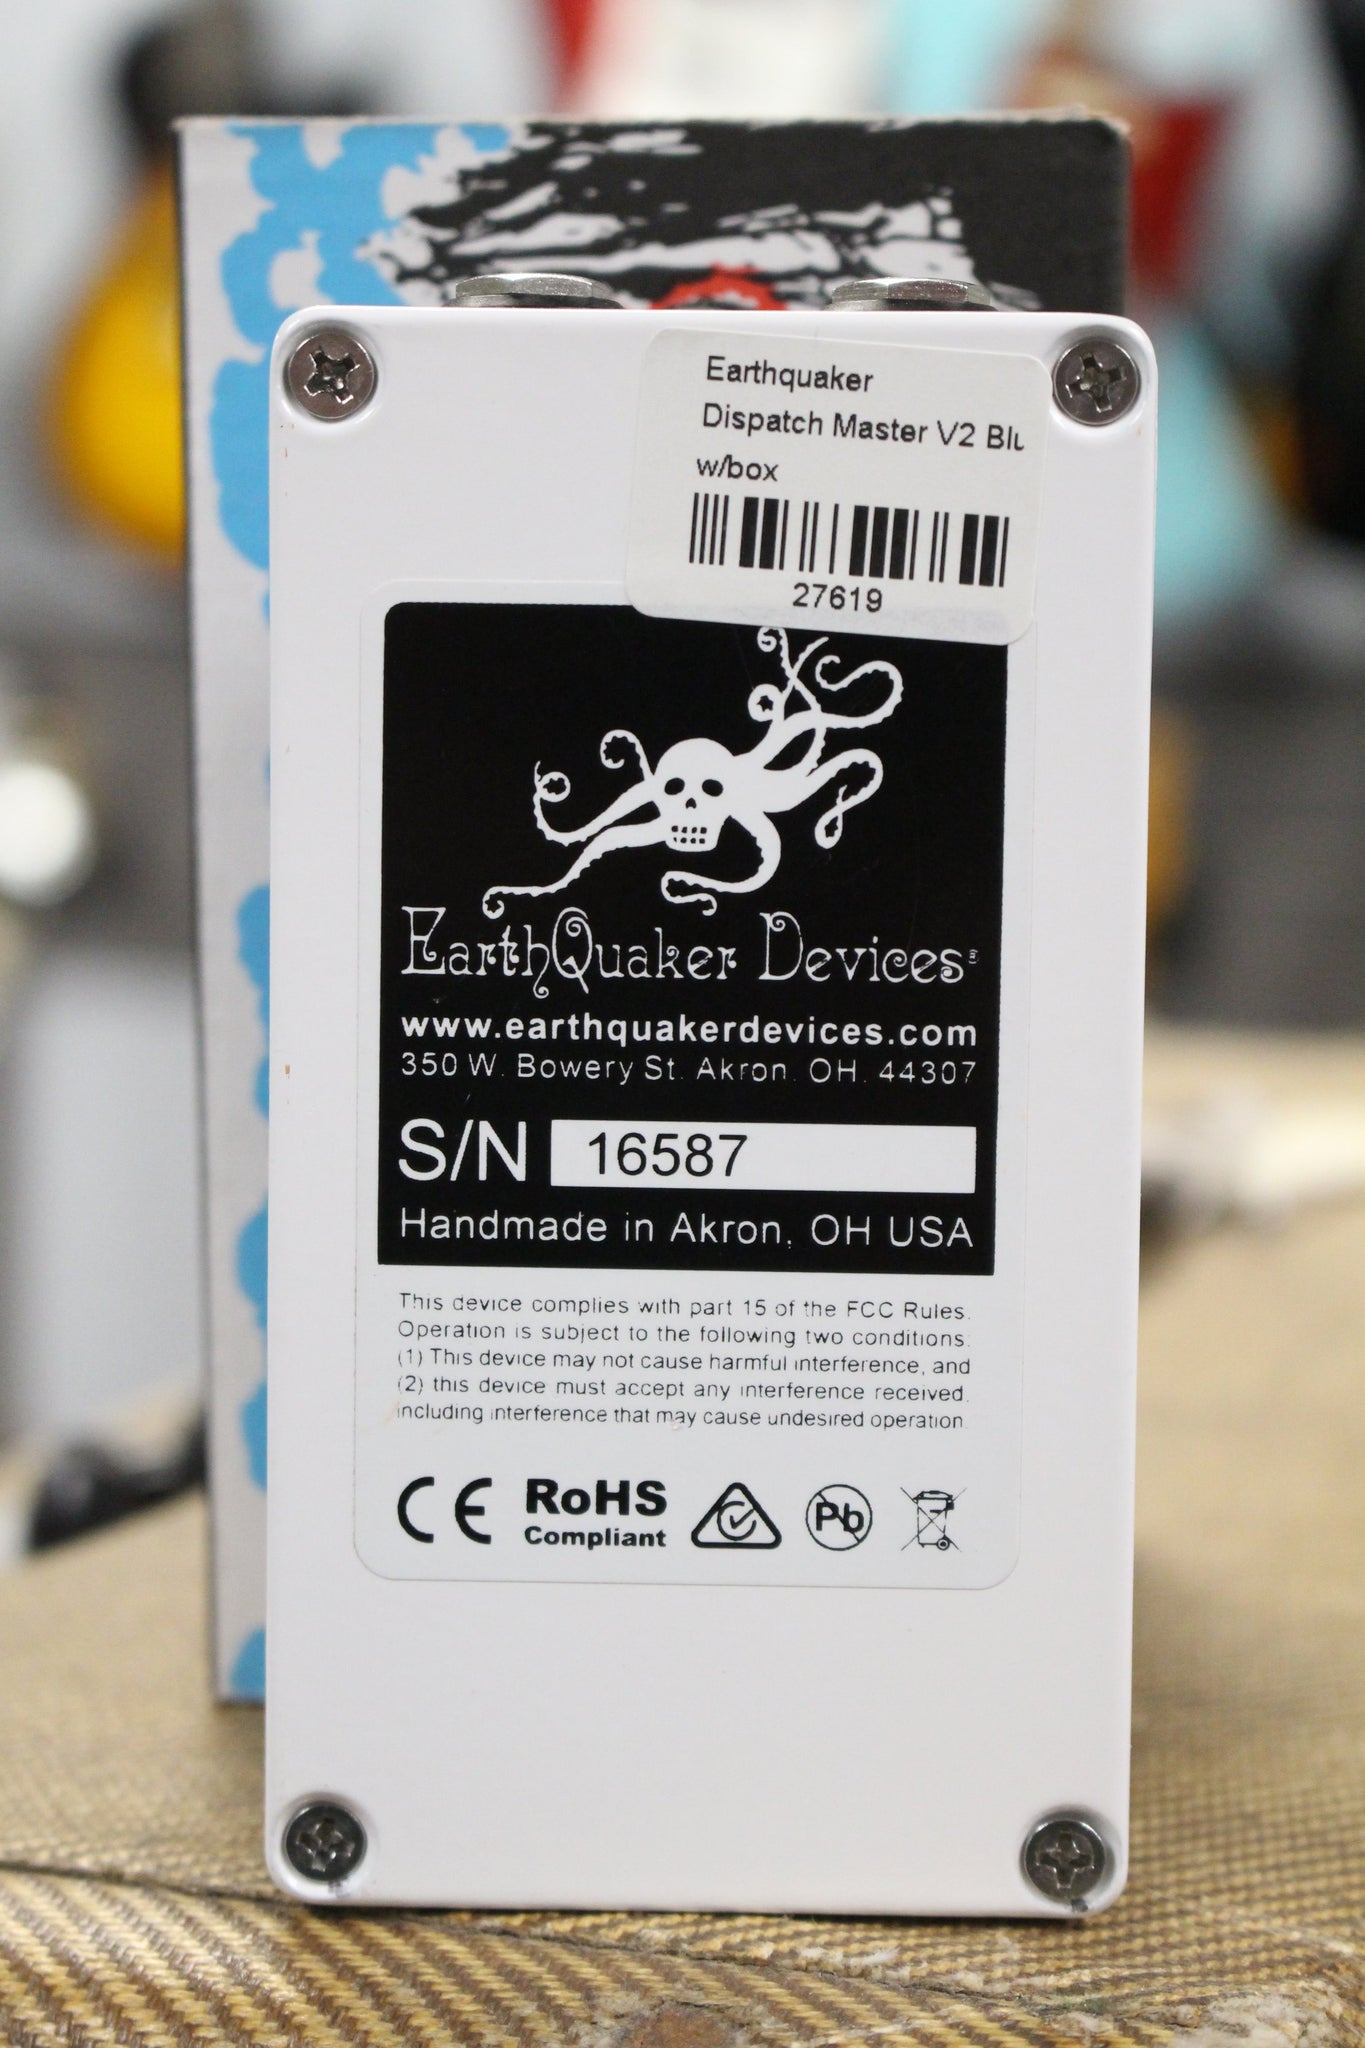 Earthquaker
Dispatch Master V2 Blu
w/box
27619
EarthQuaker Devices
www.earthquakerdevices.com
350 W. Bowery St. Akron, OH. 44307
S/N 16587
Handmade in Akron, OH USA
This device complies with part 15 of the FCC Rules.
Operation is subject to the following two conditions:
(1) This device may not cause harmful interference, and
(2) this device must accept any interference received,
including interference that may cause undesired operation.
CE RoHS
Compliant
Pb